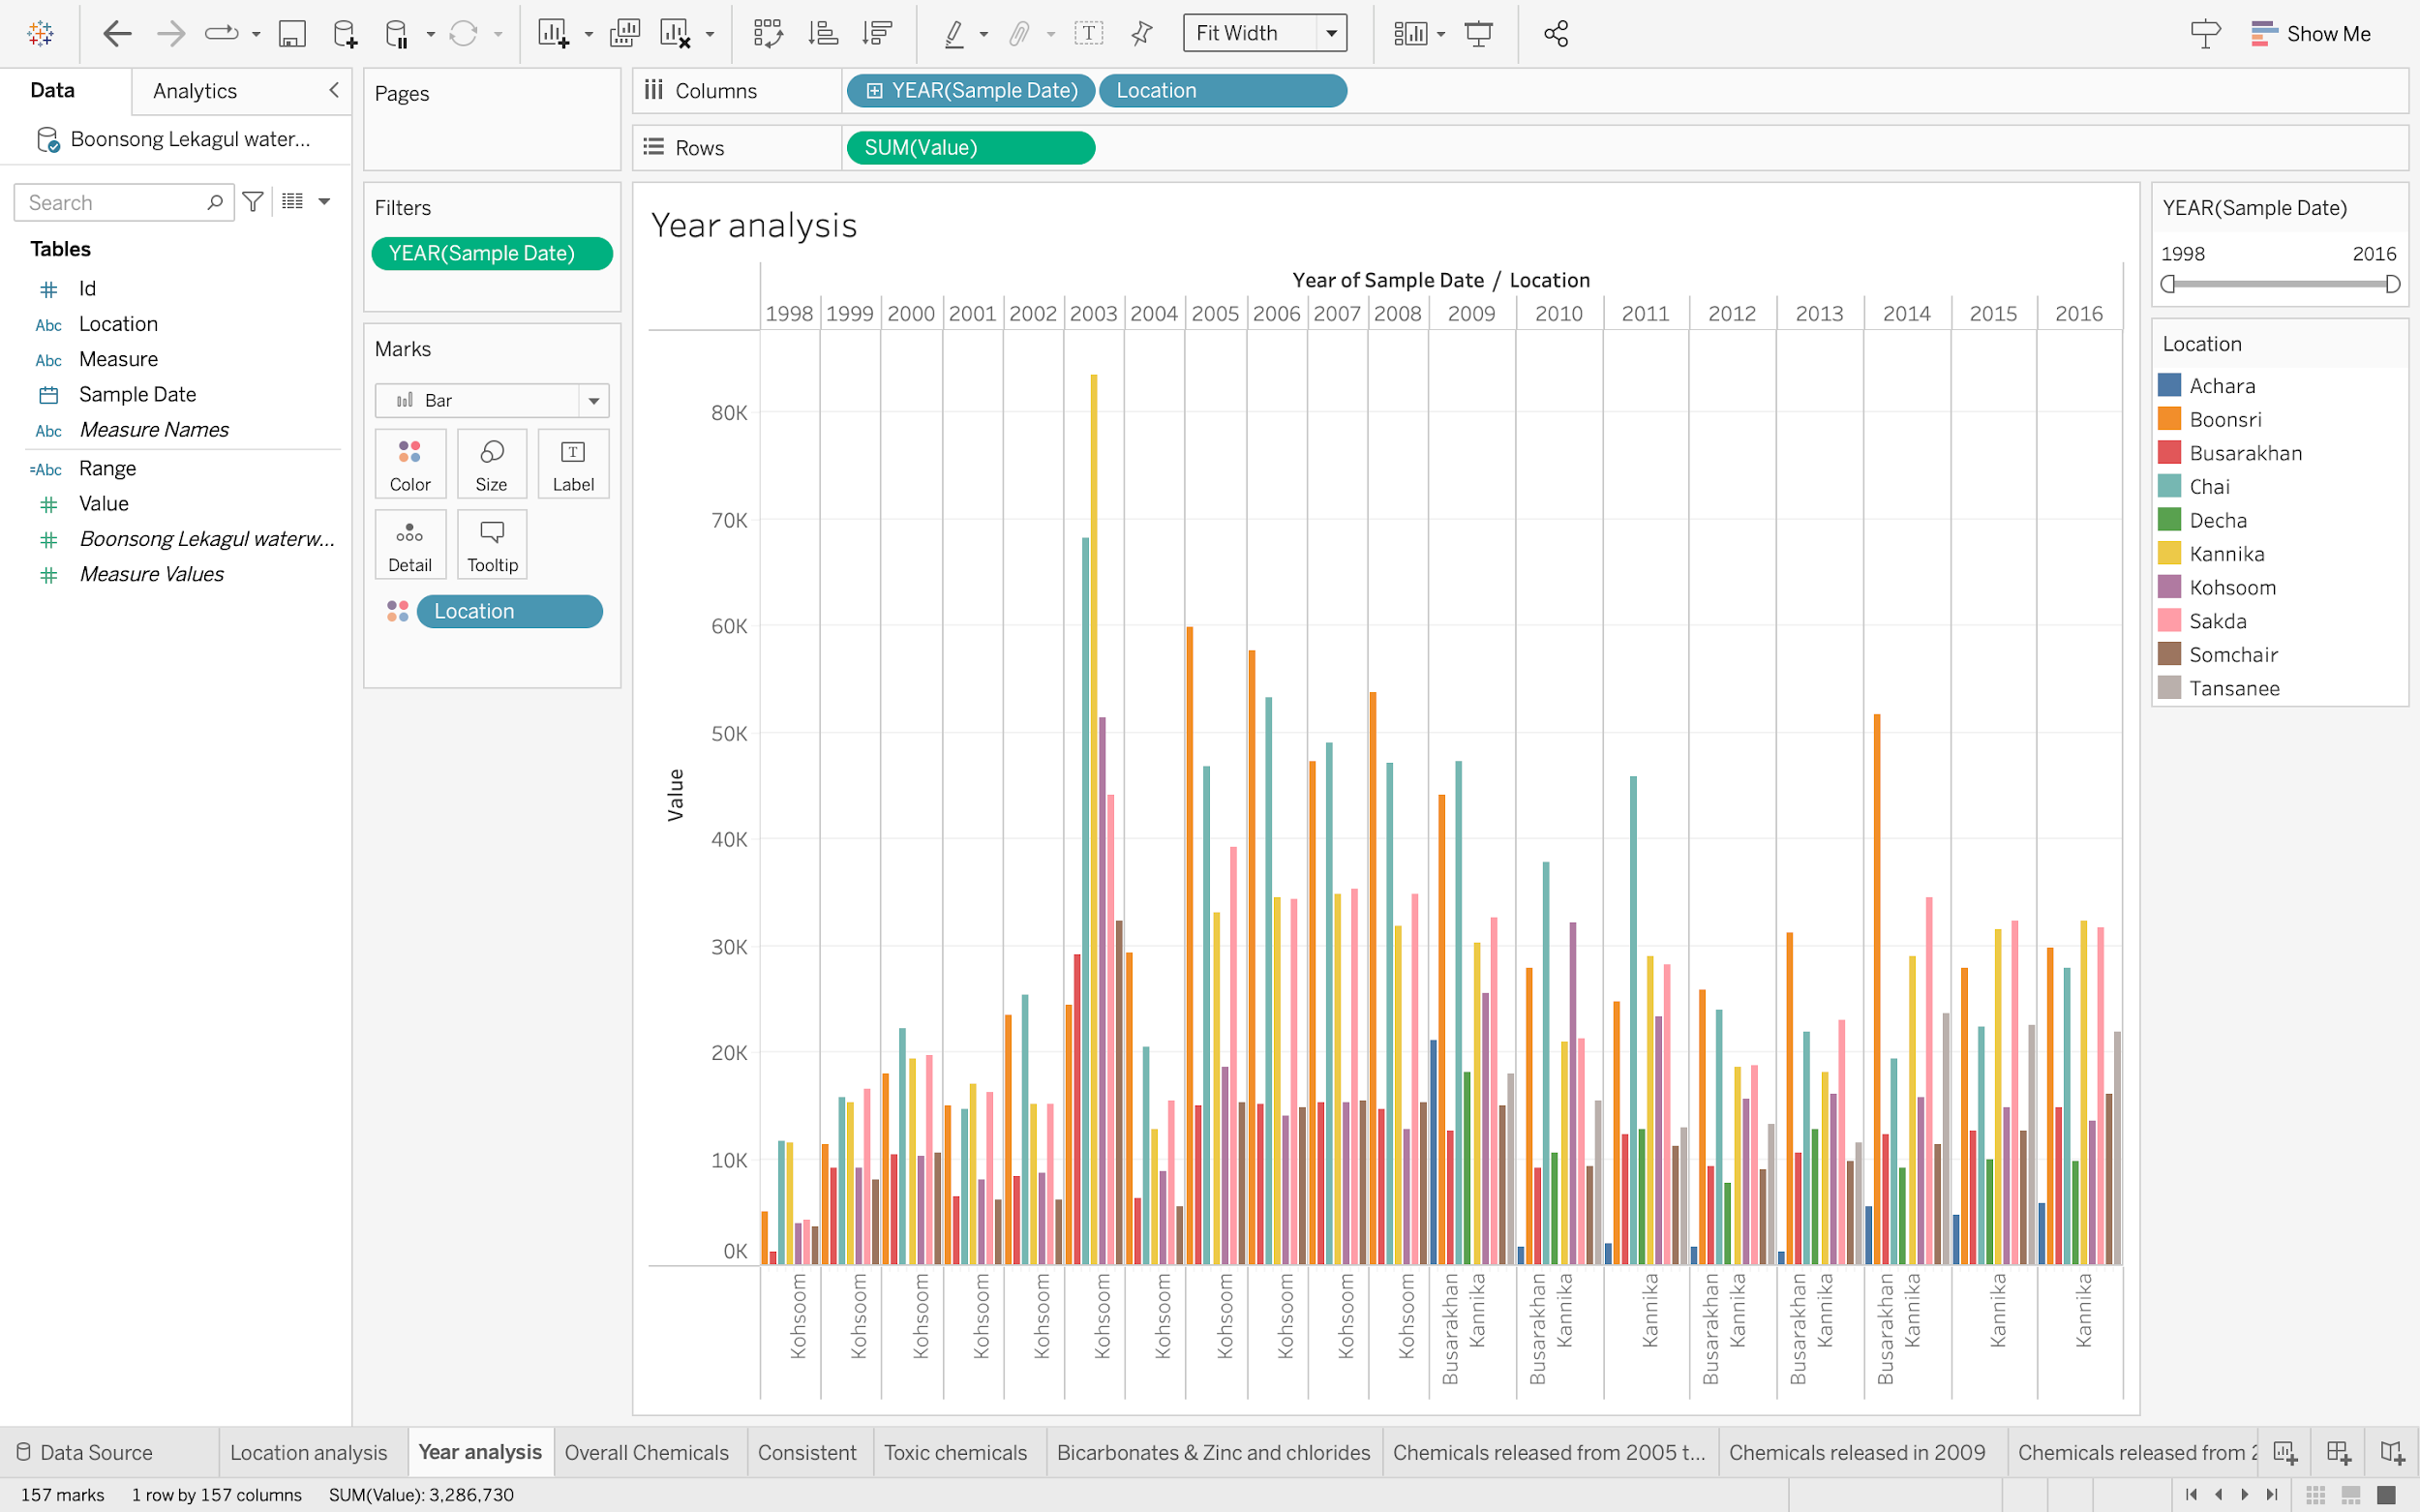 Fit Width
Show Me
Data
Analytics
Boonsong Lekagul water...
Search
Tables
Id
Abc Location
Abc Measure
Sample Date
Abc Measure Names
=Abc Range
Value
Boonsong Lekagul waterw...
Measure Values
Pages
Filters
YEAR(Sample Date)
Marks
Bar
Color
Size
Label
Detail
Tooltip
Location
Columns
YEAR(Sample Date)
Location
Rows
SUM(Value)
Year analysis
Year of Sample Date / Location
1998 1999 2000 2001 2002 2003 2004 2005 2006 2007 2008 2009 2010 2011 2012 2013 2014 2015 2016
80K
70K
60K
50K
40K
30K
20K
10K
0K
Value
Kohsoom
Kohsoom
Kohsoom
Kohsoom
Kohsoom
Kohsoom
Kohsoom
Kohsoom
Kohsoom
Kohsoom
Kohsoom
Busarakhan
Kannika
Busarakhan
Kannika
Kannika
Busarakhan
Kannika
Busarakhan
Kannika
Busarakhan
Kannika
Kannika
Kannika
YEAR(Sample Date)
1998 2016
Location
Achara
Boonsri
Busarakhan
Chai
Decha
Kannika
Kohsoom
Sakda
Somchair
Tansanee
Data Source
Location analysis
Year analysis
Overall Chemicals
Consistent
Toxic chemicals
Bicarbonates & Zinc and chlorides
Chemicals released from 2005 t...
Chemicals released in 2009
Chemicals released from
157 marks
1 row by 157 columns
SUM(Value): 3,286,730